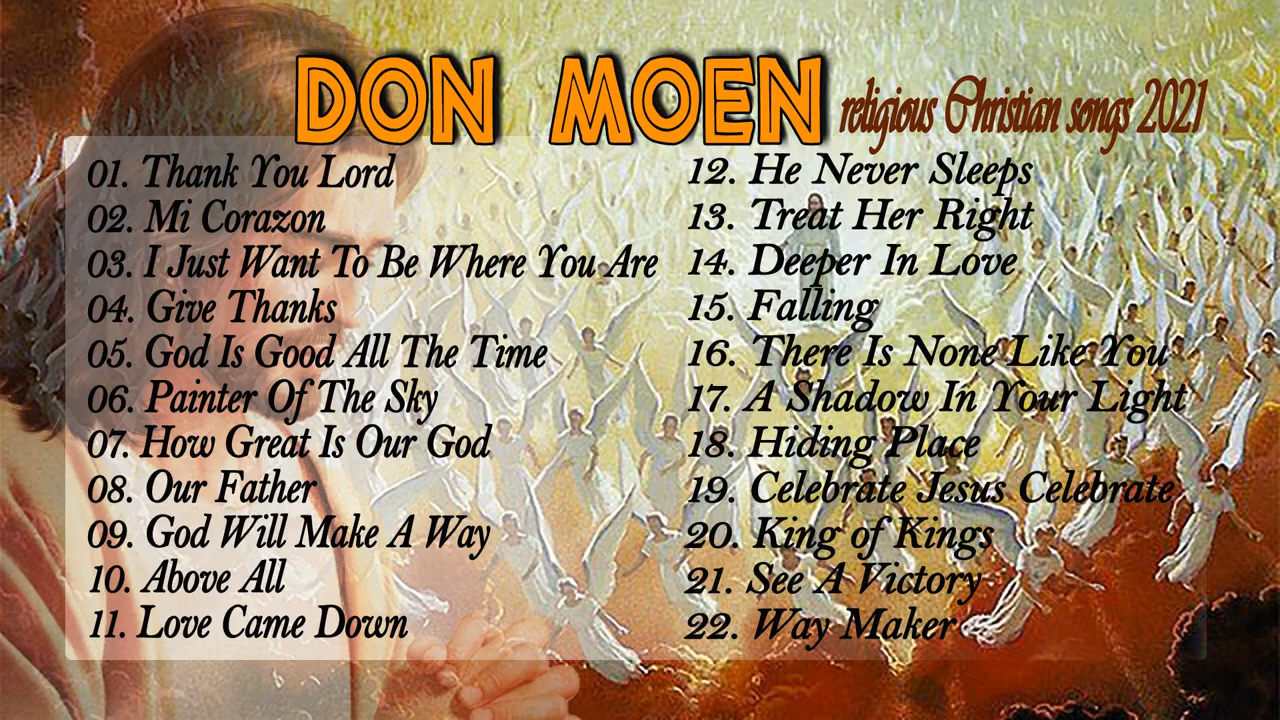 DON MOEN religious Christian songs 2021
01. Thank You Lord
02. Mi Corazon
03. I Just Want To Be Where You Are
04. Give Thanks
05. God Is Good All The Time
06. Painter Of The Sky
07. How Great Is Our God
08. Our Father
09. God Will Make A Way
10. Above All
11. Love Came Down
12. He Never Sleeps
13. Treat Her Right
14. Deeper In Love
15. Falling
16. There Is None Like You
17. A Shadow In Your Light
18. Hiding Place
19. Celebrate Jesus Celebrate
20. King of Kings
21. See A Victory
22. Way Maker